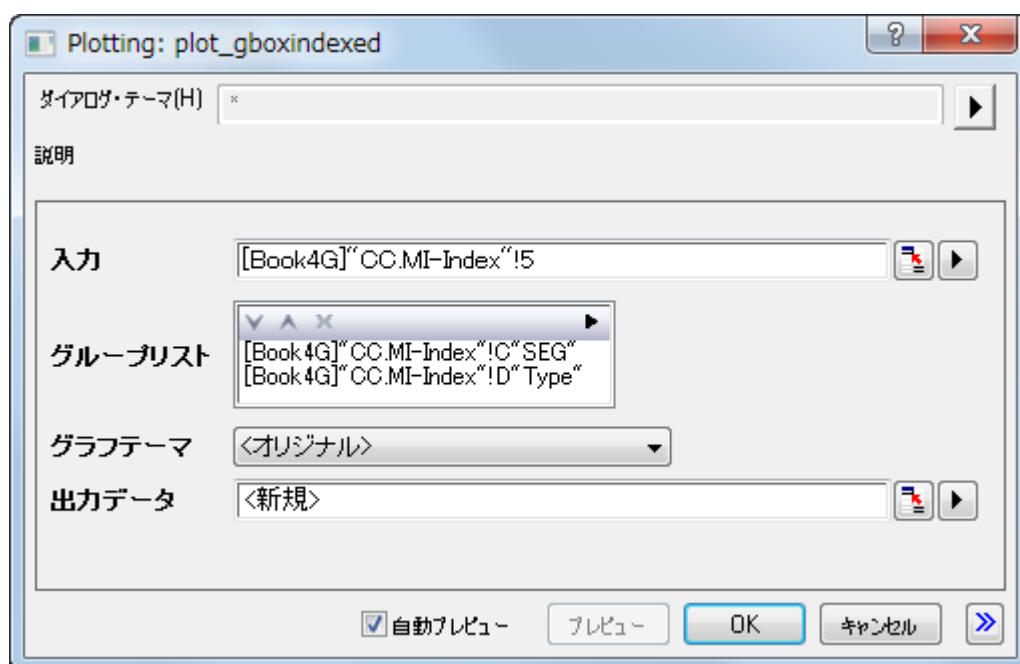 Plotting: plot_gboxindexed
ダイアログ・テーマ(H) *
説明
入力 [Book4G]"CC.MI-Index"!5
グループリスト
[Book4G]"CC.MI-Index"!C"SEG"
[Book4G]"CC.MI-Index"!D"Type"
グラフテーマ <オリジナル>
出力データ <新規>
自動プレビュー プレビュー OK キャンセル